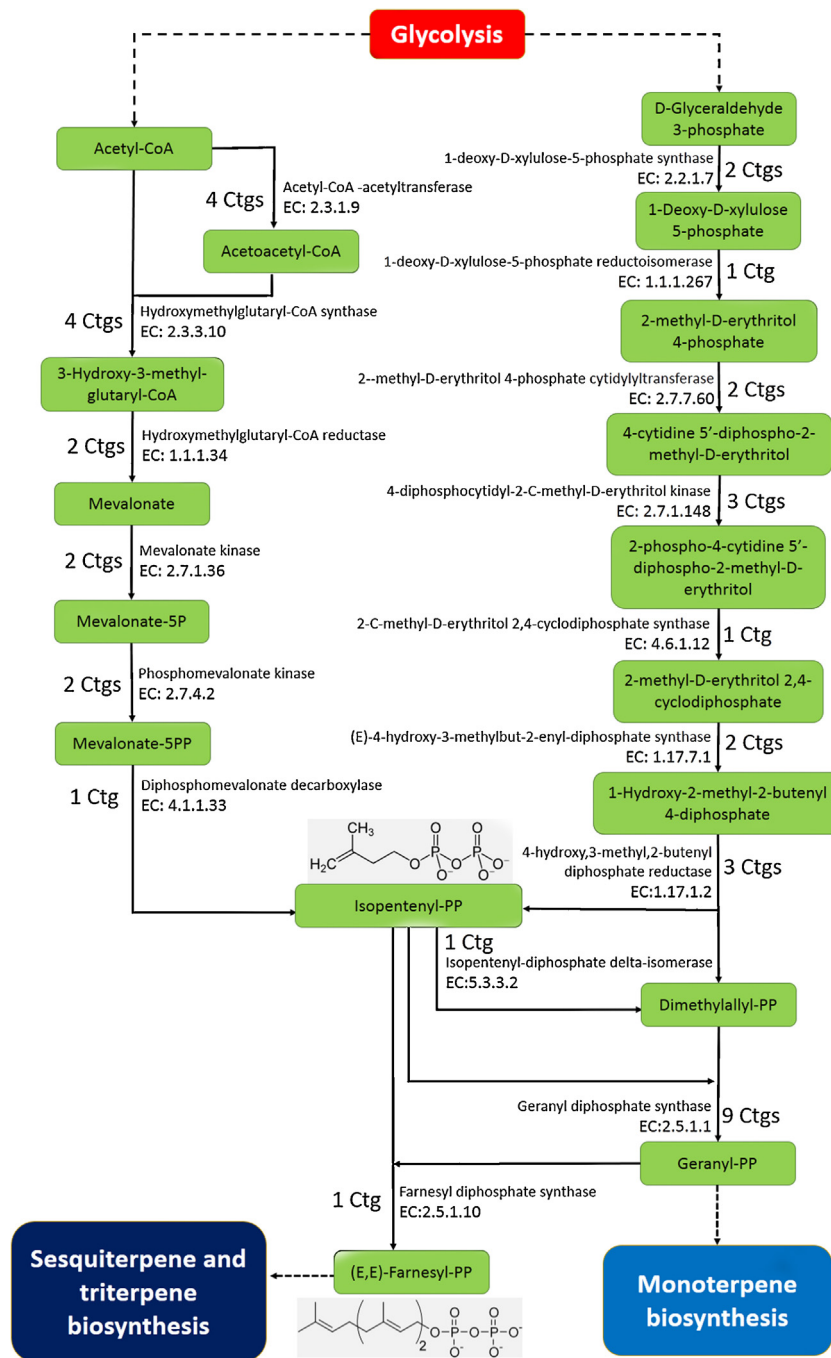 Glycolysis
Acetyl-CoA
4 Ctgs
Acetyl-CoA -acetyltransferase
EC: 2.3.1.9
Acetoacetyl-CoA
4 Ctgs
Hydroxymethylglutaryl-CoA synthase
EC: 2.3.3.10
3-Hydroxy-3-methyl-
glutaryl-CoA
2 Ctgs
Hydroxymethylglutaryl-CoA reductase
EC: 1.1.1.34
Mevalonate
2 Ctgs
Mevalonate kinase
EC: 2.7.1.36
Mevalonate-5P
2 Ctgs
Phosphomevalonate kinase
EC: 2.7.4.2
Mevalonate-5PP
1 Ctg
Diphosphomevalonate decarboxylase
EC: 4.1.1.33
D-Glyceraldehyde
3-phosphate
1-deoxy-D-xylulose-5-phosphate synthase
EC: 2.2.1.7
2 Ctgs
1-Deoxy-D-xylulose
5-phosphate
1-deoxy-D-xylulose-5-phosphate reductoisomerase
EC: 1.1.1.267
1 Ctg
2-methyl-D-erythritol
4-phosphate
2--methyl-D-erythritol 4-phosphate cytidylyltransferase
EC: 2.7.7.60
2 Ctgs
4-cytidine 5′-diphospho-2-
methyl-D-erythritol
4-diphosphocytidyl-2-C-methyl-D-erythritol kinase
EC: 2.7.1.148
3 Ctgs
2-phospho-4-cytidine 5′-
diphospho-2-methyl-D-
erythritol
2-C-methyl-D-erythritol 2,4-cyclodiphosphate synthase
EC: 4.6.1.12
1 Ctg
2-methyl-D-erythritol 2,4-
cyclodiphosphate
(E)-4-hydroxy-3-methylbut-2-enyl-diphosphate synthase
EC: 1.17.7.1
2 Ctgs
1-Hydroxy-2-methyl-2-butenyl
4-diphosphate
4-hydroxy,3-methyl,2-butenyl
diphosphate reductase
EC:1.17.1.2
3 Ctgs
CH3 O O
H2C O P O P O⁻
O⁻ O⁻
Isopentenyl-PP
1 Ctg
Isopentenyl-diphosphate delta-isomerase
EC:5.3.3.2
Dimethylallyl-PP
Geranyl diphosphate synthase
EC:2.5.1.1
9 Ctgs
Geranyl-PP
1 Ctg
Farnesyl diphosphate synthase
EC:2.5.1.10
(E,E)-Farnesyl-PP
O O
2 O P O P O⁻
O⁻ O⁻
Sesquiterpene and
triterpene
biosynthesis
Monoterpene
biosynthesis